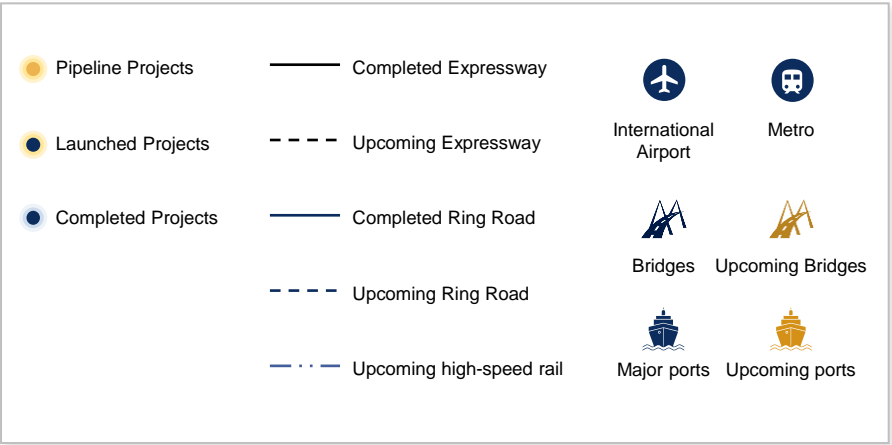 Pipeline Projects
Launched Projects
Completed Projects
Completed Expressway
Upcoming Expressway
Completed Ring Road
Upcoming Ring Road
Upcoming high-speed rail
International
Airport
Metro
Bridges
Upcoming Bridges
Major ports
Upcoming ports